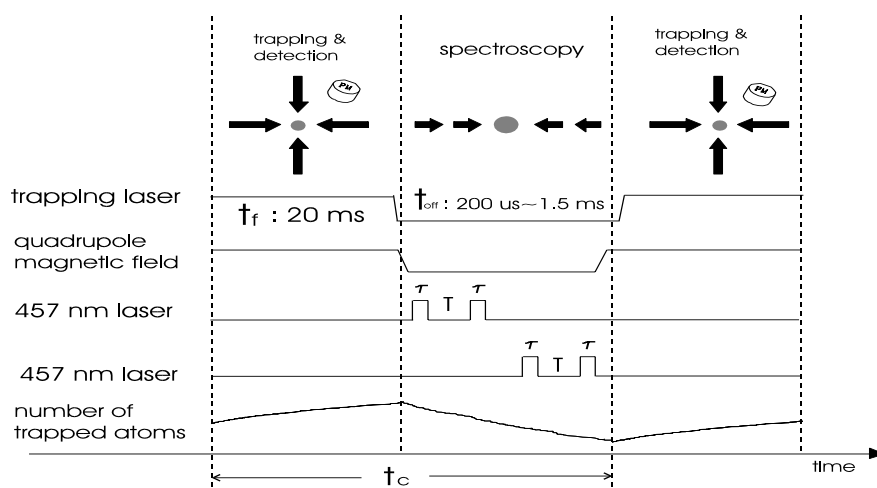 trapping &
detection
spectroscopy
trapping &
detection
PM
PM
trapping laser
tf : 20 ms
toff : 200 us~1.5 ms
quadrupole
magnetic field
τ T τ
457 nm laser
τ T τ
457 nm laser
number of
trapped atoms
time
tc